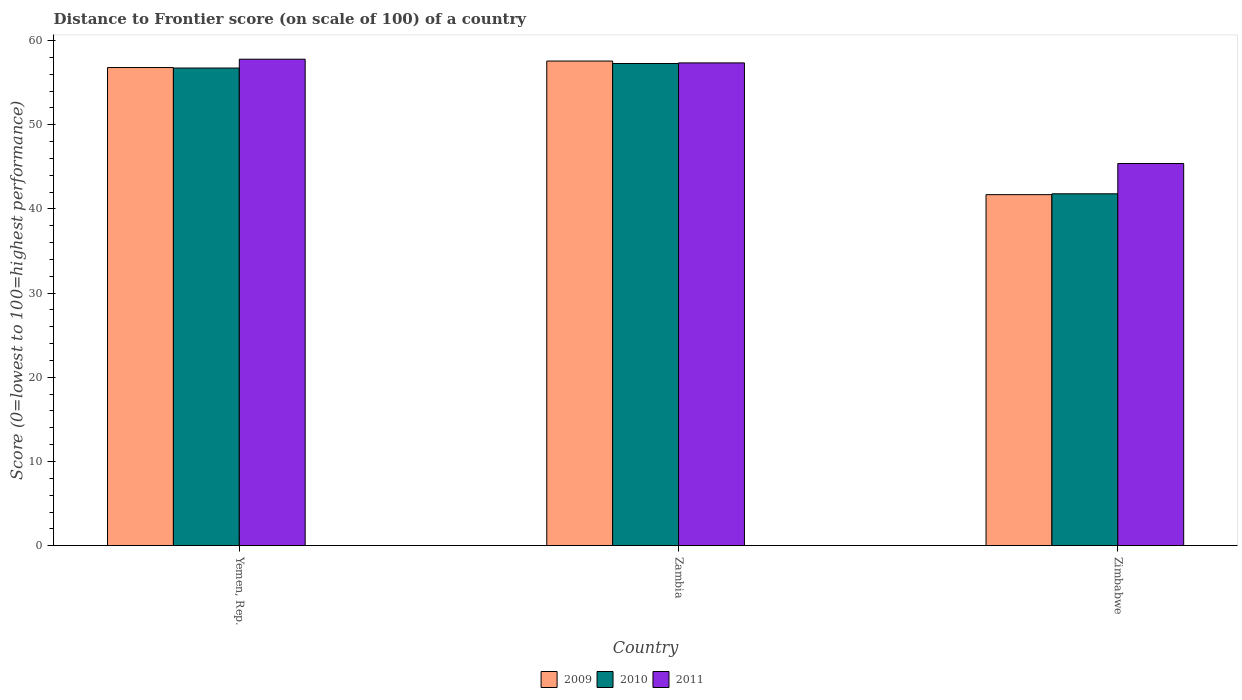 Distance to Frontier score (on scale of 100) of a country
Score (0=lowest to 100=highest performance)
60
50
40
30
20
10
0
Yemen, Rep.
Zambia
Zimbabwe
Country
2009
2010
2011